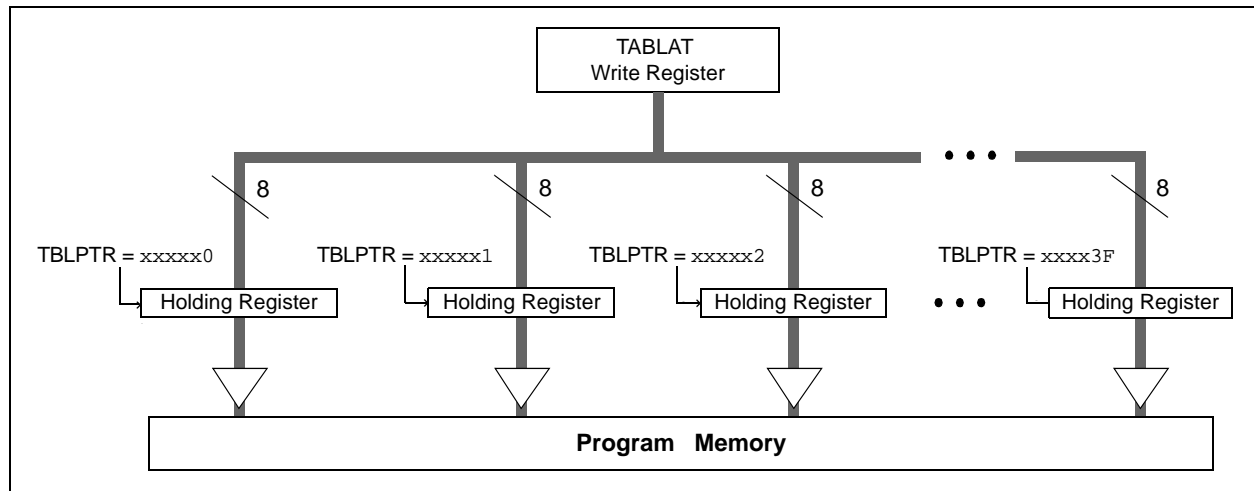 TABLAT
Write Register
8 8 8 8
TBLPTR = xxxxx0 TBLPTR = xxxxx1 TBLPTR = xxxxx2 TBLPTR = xxxx3F
Holding Register Holding Register Holding Register Holding Register
Program Memory